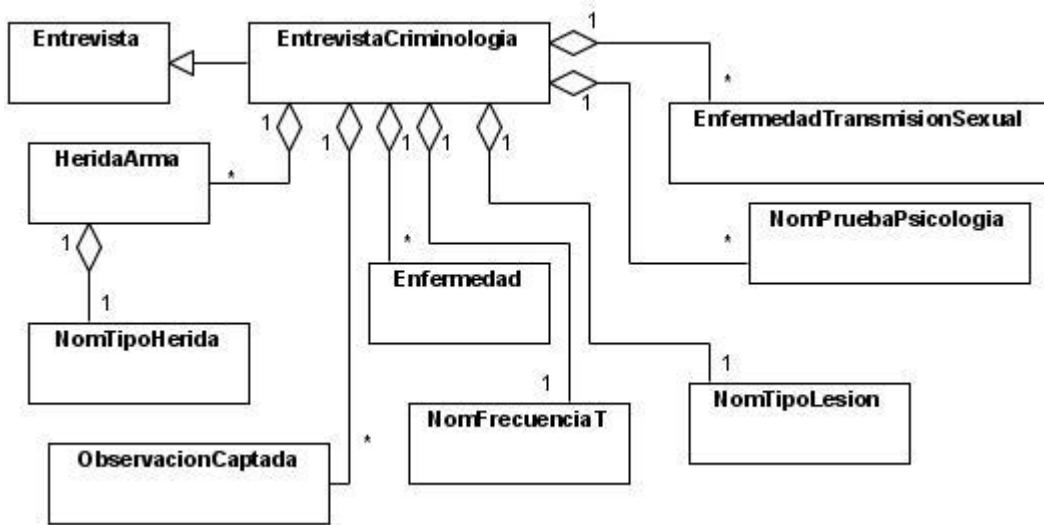 Entrevista
EntrevistaCriminologia
1
*
1
EnfermedadTransmisionSexual
1
1
1
1
1
HeridaArma
*
NomPruebaPsicologia
*
1
*
Enfermedad
1
NomTipoHerida
1
1
NomTipoLesion
NomFrecuenciaT
*
ObservacionCaptada